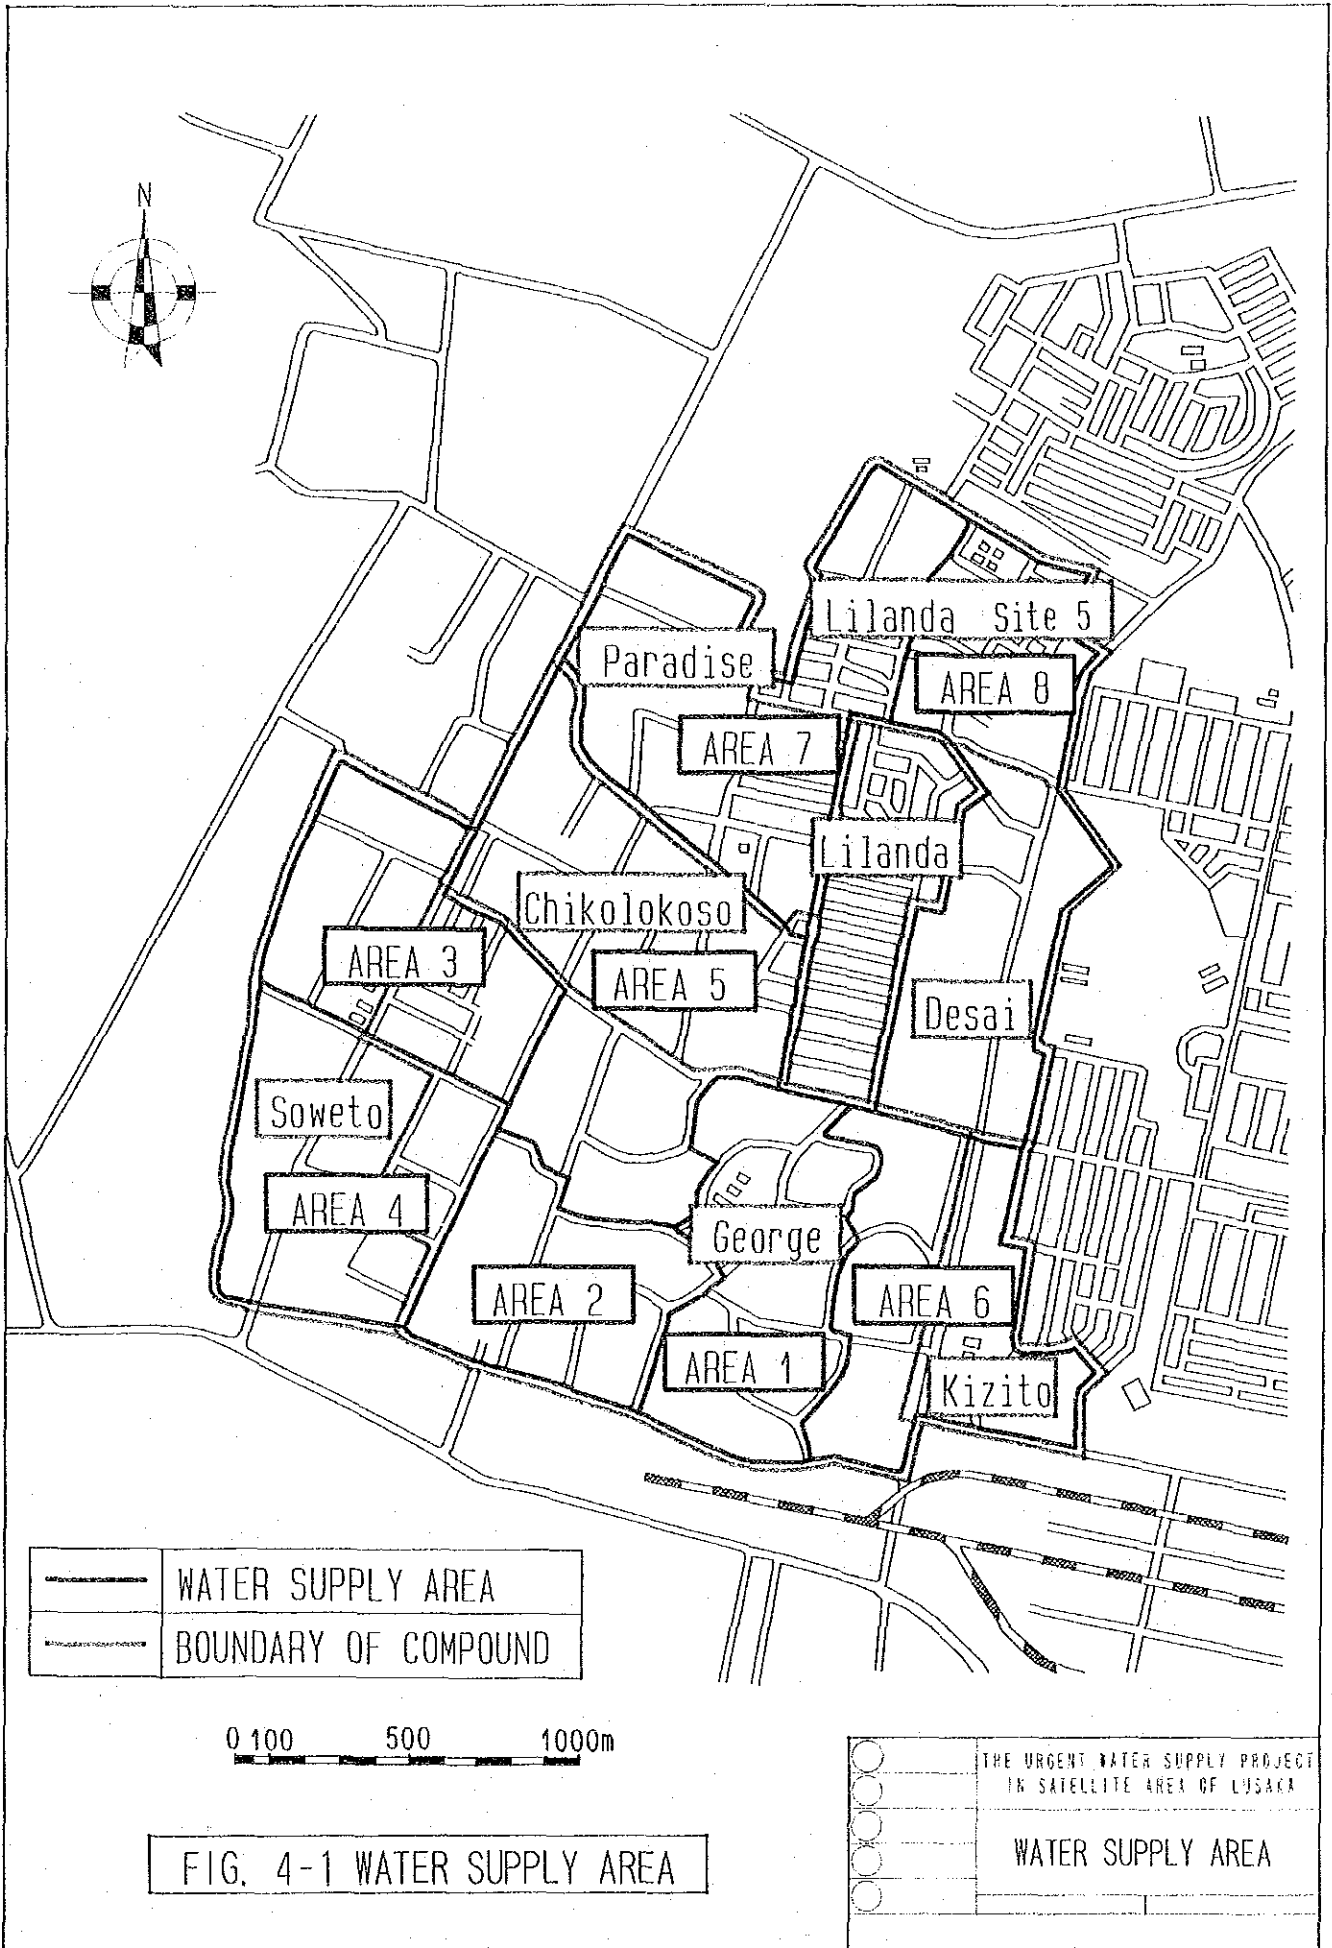 N
Lilanda Site 5
Paradise
AREA 8
AREA 7
Lilanda
Chikolokoso
AREA 3
AREA 5
Desai
Soweto
AREA 4
George
AREA 2
AREA 6
AREA 1
Kizito
WATER SUPPLY AREA
BOUNDARY OF COMPOUND
0 100 500 1000m
THE URGENT WATER SUPPLY PROJECT
IN SATELLITE AREA OF LUSAKA
WATER SUPPLY AREA
FIG. 4-1 WATER SUPPLY AREA